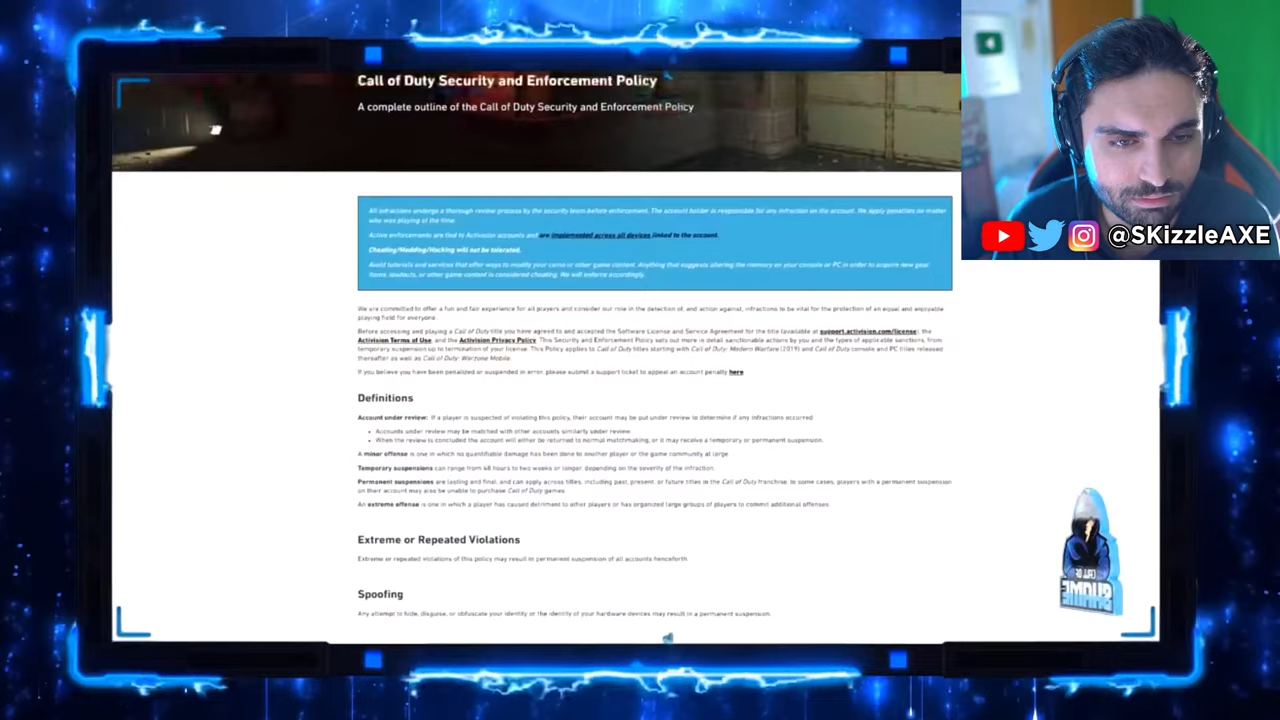 Call of Duty Security and Enforcement Policy
A complete outline of the Call of Duty Security and Enforcement Policy
@SKizzleAXE
All infractions undergo a thorough review process by the security team before enforcement. The account holder is responsible for any infraction on the account. We apply penalties no matter
who was playing at the time.
Active enforcements are tied to Activision accounts and are implemented across all devices linked to the account.
Cheating/Modding/Hacking will not be tolerated.
Avoid tutorials and services that offer ways to modify your game or other game content. Anything that suggests altering the memory on your console or PC in order to acquire new gear
items, loadouts, or other game content is considered cheating. We will enforce accordingly.
We are committed to offer a fun and fair experience for all players and consider our role in the detection of, and action against, infractions to be vital for the protection of an equal and enjoyable
playing field for everyone.
Before accessing and playing a Call of Duty title you have agreed to and accepted the Software License and Service Agreement for the title (available at support.activision.com/license), the
Activision Terms of Use, and the Activision Privacy Policy. This Security and Enforcement Policy sets out more in detail sanctionable actions by you and the types of applicable sanctions, from
temporary suspension up to termination of your license. This Policy applies to Call of Duty titles starting with Call of Duty: Modern Warfare (2019) and Call of Duty console and PC titles released
thereafter as well as Call of Duty: Warzone Mobile.
If you believe you have been penalized or suspended in error, please submit a support ticket to appeal an account penalty here
Definitions
Account under review: If a player is suspected of violating this policy, their account may be put under review to determine if any infractions occurred
• Accounts under review may be matched with other accounts similarly under review.
• When the review is concluded the account will either be returned to normal matchmaking, or it may receive a temporary or permanent suspension.
A minor offense is one in which no quantifiable damage has been done to another player or the game community at large
Temporary suspensions can range from 48 hours to two weeks or longer, depending on the severity of the infraction.
Permanent suspensions are lasting and final, and can apply across titles, including past, present, or future titles in the Call of Duty franchise. In some cases, players with a permanent suspension
on their account may also be unable to purchase Call of Duty games
An extreme offense is one in which a player has caused detriment to other players or has organized large groups of players to commit additional offenses.
Extreme or Repeated Violations
Extreme or repeated violations of this policy may result in permanent suspension of all accounts henceforth
Spoofing
Any attempt to hide, disguise, or obfuscate your identity or the identity of your hardware devices may result in a permanent suspension.